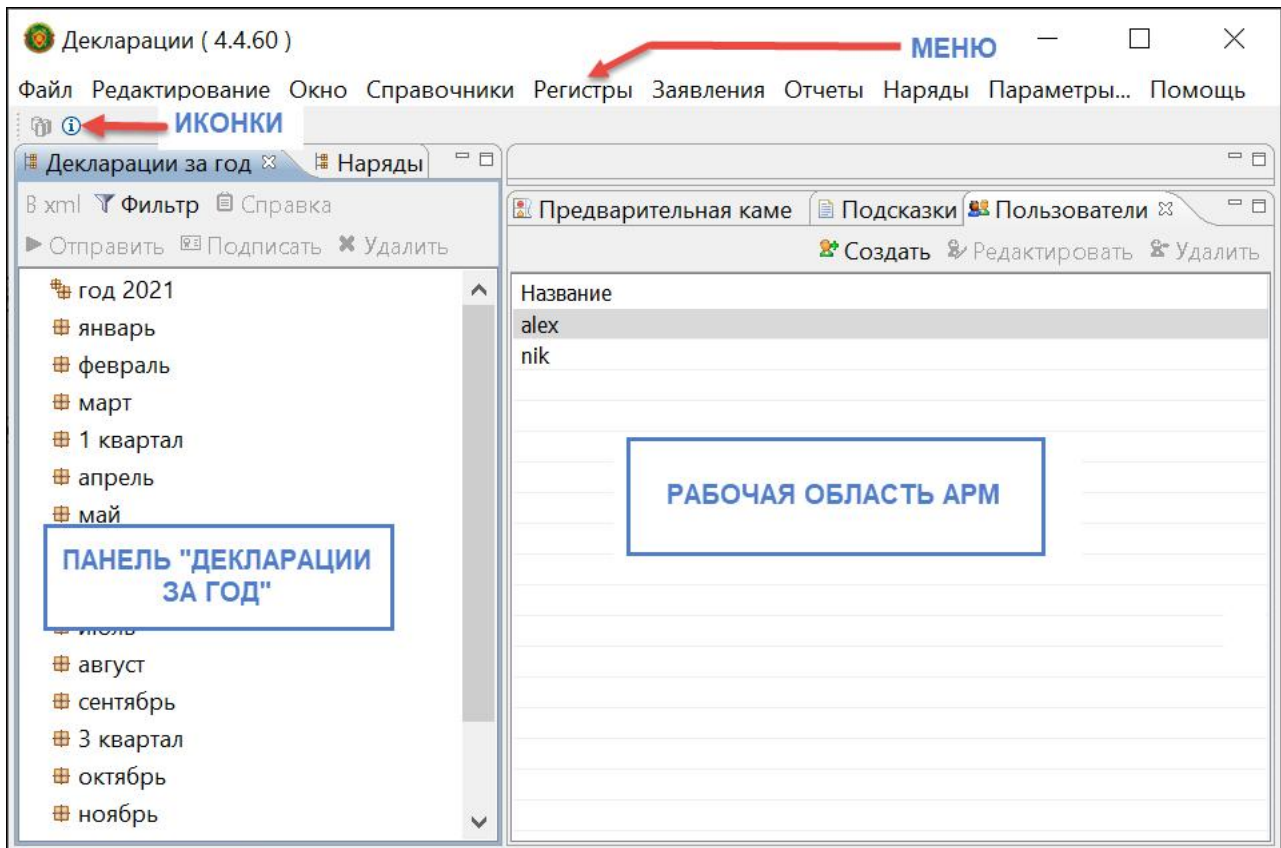 Декларации ( 4.4.60 )
МЕНЮ
Файл Редактирование Окно Справочники Регистры Заявления Отчеты Наряды Параметры... Помощь
ИКОНКИ
Декларации за год Наряды
В xml Фильтр Справка
Отправить Подписать Удалить
год 2021
январь
февраль
март
1 квартал
апрель
май
ПАНЕЛЬ "ДЕКЛАРАЦИИ
ЗА ГОД"
август
сентябрь
3 квартал
октябрь
ноябрь
Предварительная каме Подсказки Пользователи
Создать Редактировать Удалить
Название
alex
nik
РАБОЧАЯ ОБЛАСТЬ АРМ